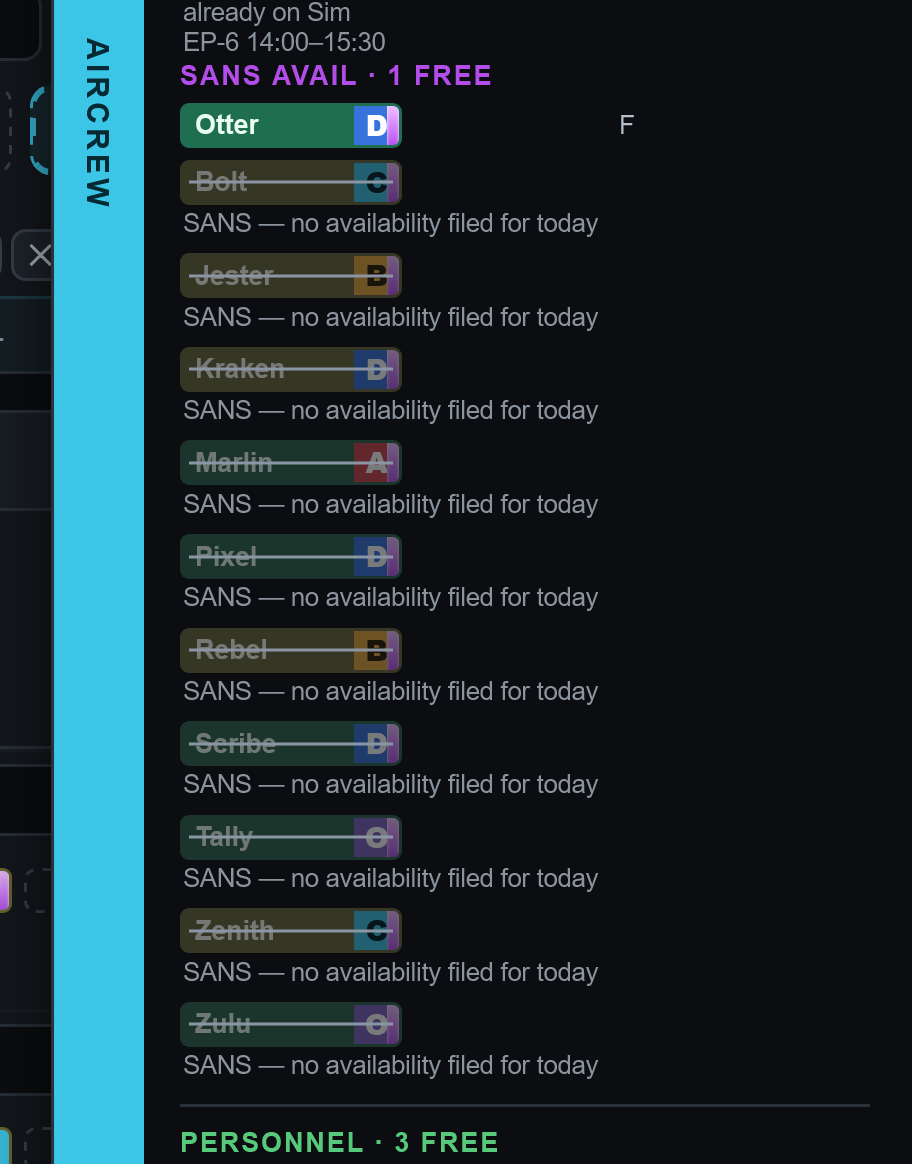 already on Sim
EP-6 14:00–15:30
AIRCREW
SANS AVAIL · 1 FREE
Otter D F
Bolt C
SANS — no availability filed for today
Jester B
SANS — no availability filed for today
Kraken D
SANS — no availability filed for today
Marlin A
SANS — no availability filed for today
Pixel D
SANS — no availability filed for today
Rebel B
SANS — no availability filed for today
Scribe D
SANS — no availability filed for today
Tally O
SANS — no availability filed for today
Zenith C
SANS — no availability filed for today
Zulu O
SANS — no availability filed for today
PERSONNEL · 3 FREE